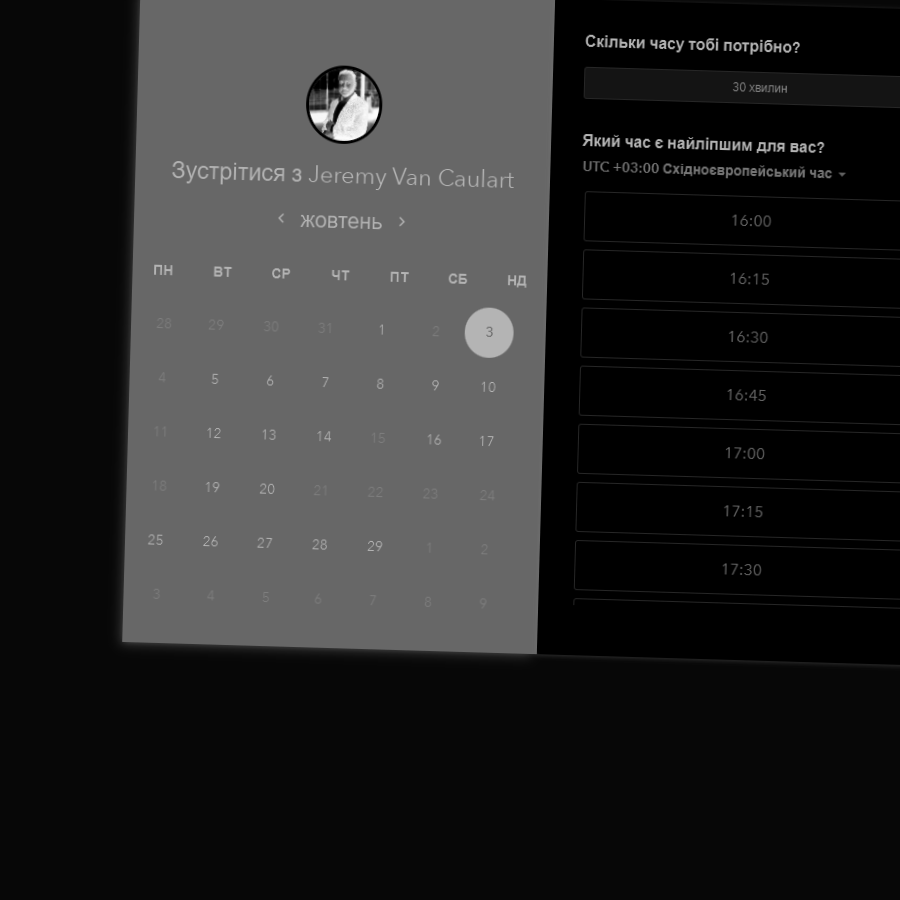 Зустрітися з Jeremy Van Caulart
жовтень
ПН ВТ СР ЧТ ПТ СБ НД
28 29 30 31 1 2 3
4 5 6 7 8 9 10
11 12 13 14 15 16 17
18 19 20 21 22 23 24
25 26 27 28 29 1 2
3 4 5 6 7 8 9
Скільки часу тобі потрібно?
30 хвилин
Який час є найліпшим для вас?
UTC +03:00 Східноєвропейський час
16:00
16:15
16:30
16:45
17:00
17:15
17:30